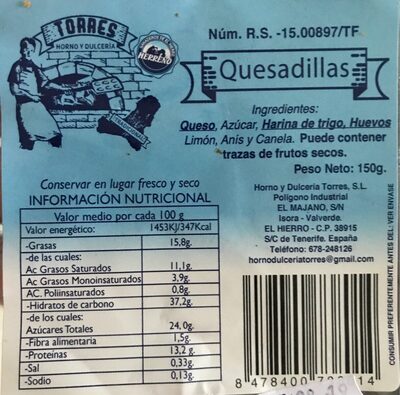 TORRES
HORNO Y DULCERÍA
HERREÑO
Núm. R.S. -15.00897/TF
Quesadillas
Ingredientes:
Queso, Azúcar, Harina de trigo, Huevos
Limón, Anís y Canela. Puede contener
trazas de frutos secos.
Peso Neto: 150g.
Conservar en lugar fresco y seco
INFORMACIÓN NUTRICIONAL
Valor medio por cada 100 g
Valor energético: 1453KJ/347Kcal
-Grasas 15,8g.
de las cuales:
Ac Grasos Saturados 11,1g.
Ac Grasos Monoinsaturados 3,9g.
AC. Poliinsaturados 0,8g.
-Hidratos de carbono 37,2g.
-de los cuales:
Azúcares Totales 24,0g.
-Fibra alimentaria 1,5g.
-Proteínas 13,2 g.
-Sal 0,33g.
-Sodio 0,13g.
Horno y Dulcería Torres, S.L.
Polígono Industrial
EL MAJANO, S/N
Isora - Valverde.
EL HIERRO - C.P. 38915
S/C de Tenerife. España
Teléfono: 678-248126
hornodulceriatorres@gmail.com
CONSUMIR PREFERENTEMENTE ANTES DEL: VER ENVASE
8 478400 14